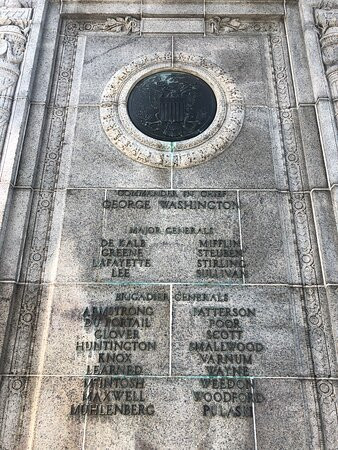 COMMANDER IN CHIEF
GEORGE WASHINGTON
MAJOR GENERALS
DE KALB MIFFLIN
GREENE STEUBEN
LAFAYETTE STIRLING
LEE SULLIVAN
BRIGADIER GENERALS
ARMSTRONG PATTERSON
DU PORTAIL POOR
GLOVER SCOTT
HUNTINGTON SMALLWOOD
KNOX VARNUM
LEARNED WAYNE
McINTOSH WEEDON
MAXWELL WOODFORD
MUHLENBERG PULASKI